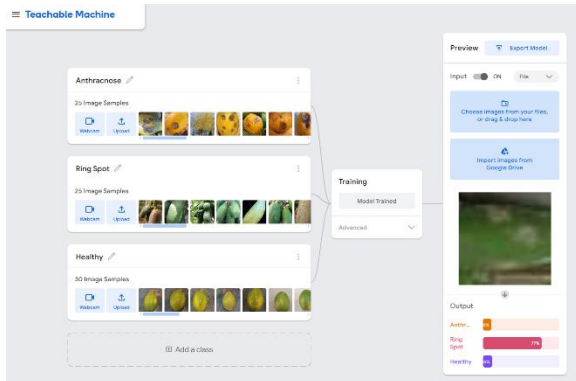 Teachable Machine
Preview
Export Model
Input
ON
File
Choose images from your files,
or drag & drop here
Import images from
Google Drive
Anthracnose
25 Image Samples
Webcam
Upload
Ring Spot
25 Image Samples
Webcam
Upload
Healthy
30 Image Samples
Webcam
Upload
Add a class
Training
Model Trained
Advanced
Output
Anthr...
Ring
Spot
Healthy